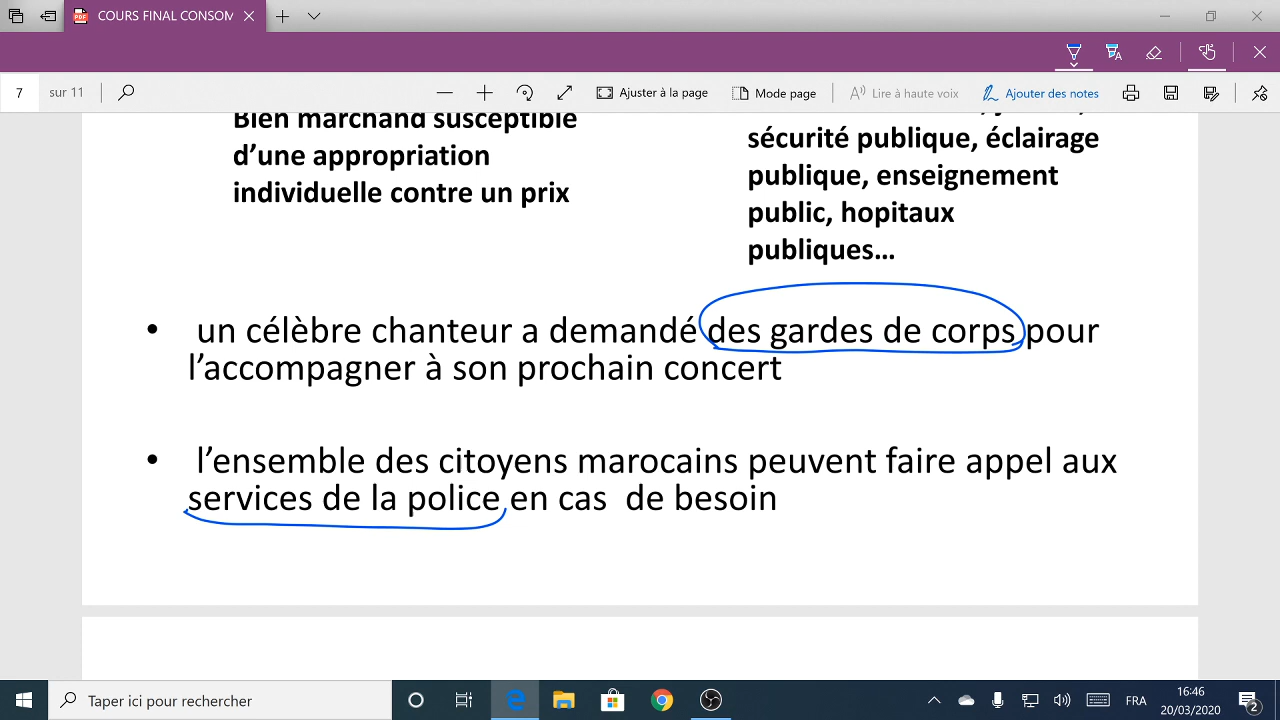 COURS FINAL CONSOM
7 sur 11
Ajuster à la page
Mode page
Lire à haute voix
Ajouter des notes
Bien marchand susceptible
d'une appropriation
individuelle contre un prix
sécurité publique, éclairage
publique, enseignement
public, hopitaux
publiques...
• un célèbre chanteur a demandé des gardes de corps pour
l'accompagner à son prochain concert
• l'ensemble des citoyens marocains peuvent faire appel aux
services de la police en cas de besoin
Taper ici pour rechercher
FRA
16:46
20/03/2020
2